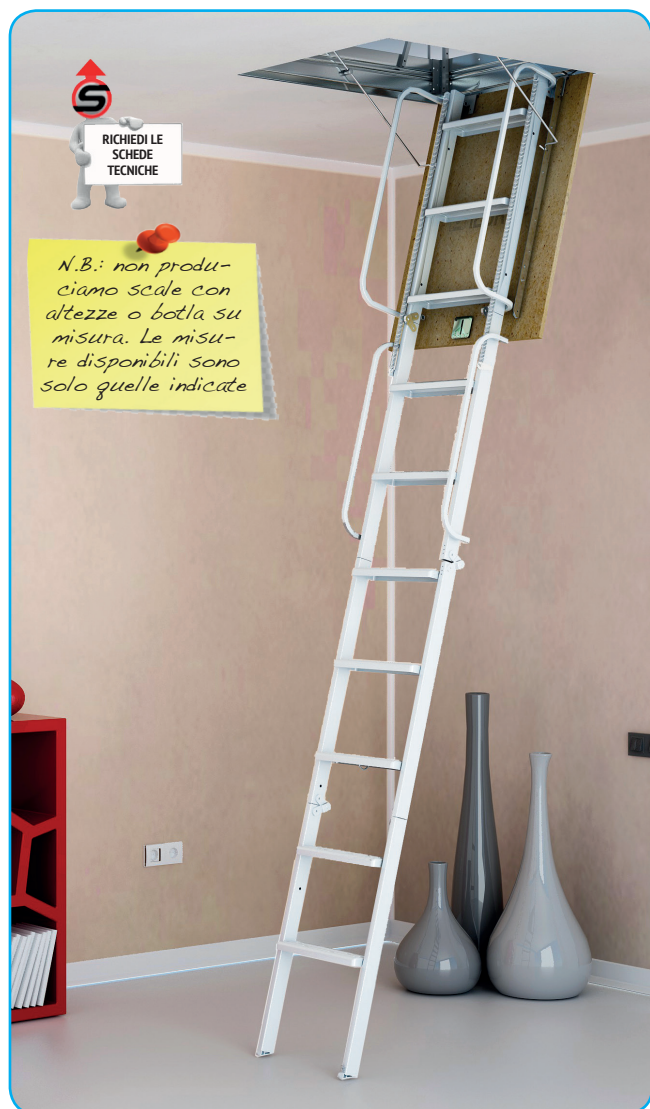 S
RICHIEDI LE
SCHEDE
TECNICHE
N.B.: non produ-
ciamo scale con
altezze o botla su
misura. Le misu-
re disponibili sono
solo quelle indicate